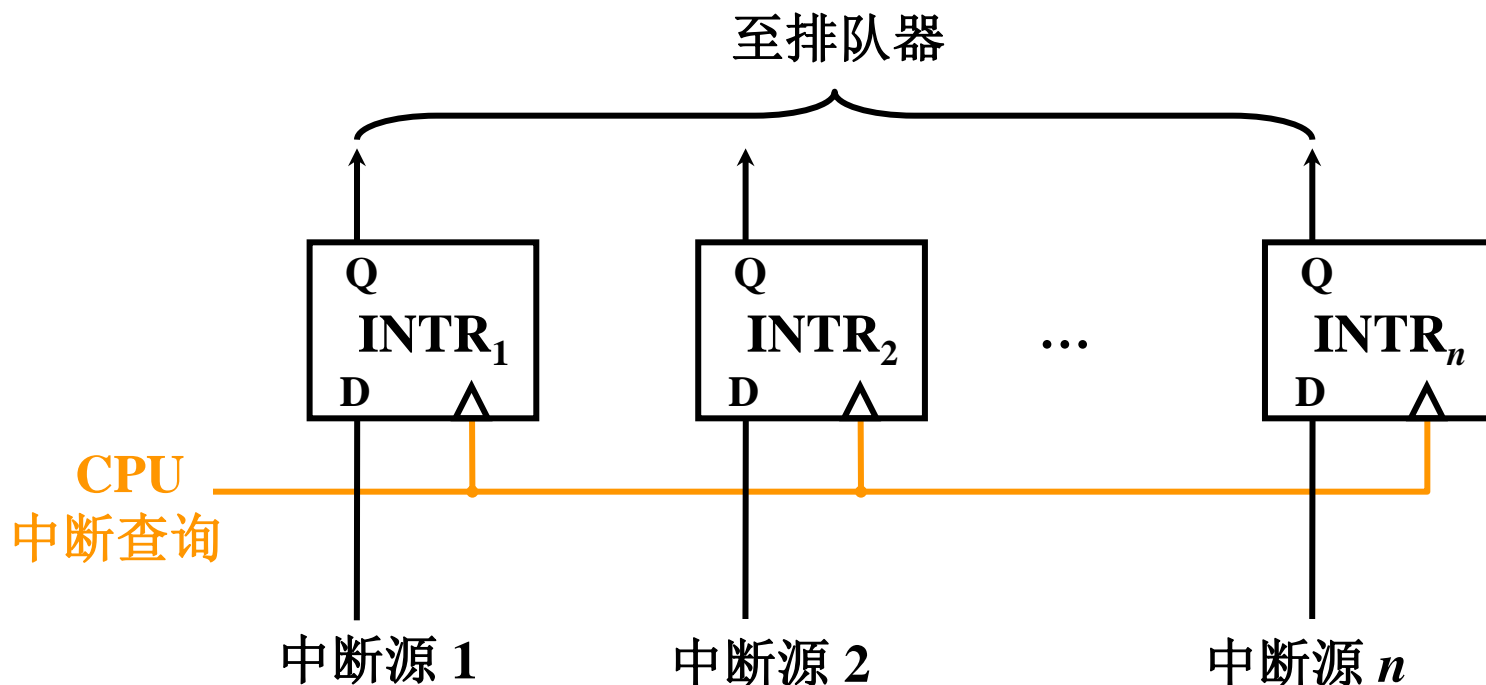 至排队器
Q Q Q
INTR₁ INTR₂ … INTRₙ
D D D
CPU
中断查询
中断源 1 中断源 2 中断源 n